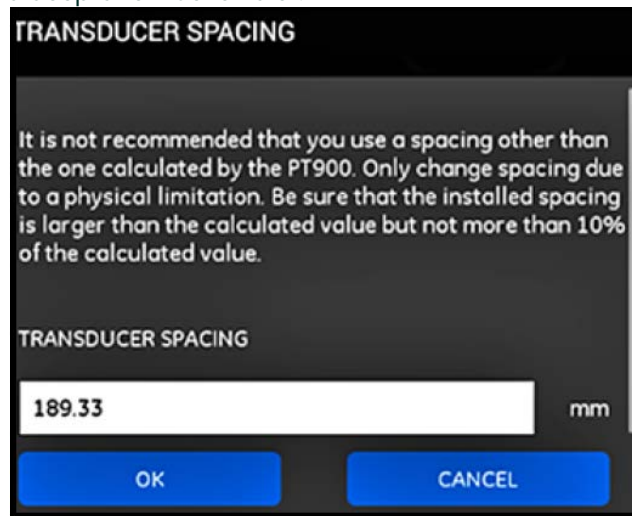 TRANSDUCER SPACING
It is not recommended that you use a spacing other than
the one calculated by the PT900. Only change spacing due
to a physical limitation. Be sure that the installed spacing
is larger than the calculated value but not more than 10%
of the calculated value.
TRANSDUCER SPACING
189.33 mm
OK CANCEL